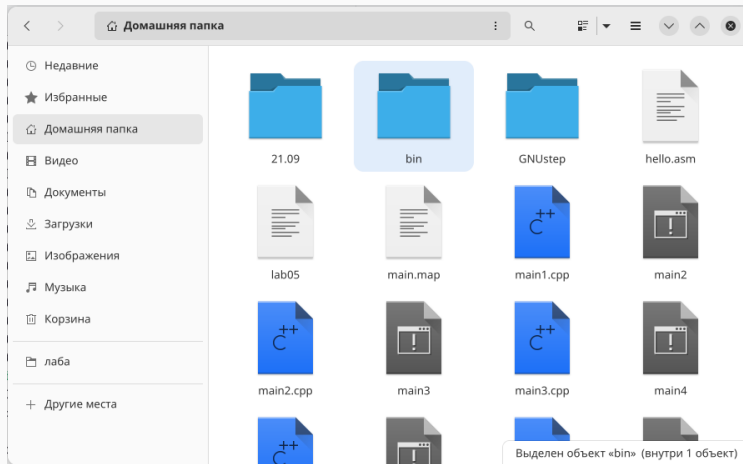 Домашняя папка
Недавние
Избранные
Домашняя папка
Видео
Документы
Загрузки
Изображения
Музыка
Корзина
лаба
Другие места
21.09
bin
GNUstep
hello.asm
lab05
main.map
C++
main1.cpp
main2
C++
main2.cpp
main3
C++
main3.cpp
main4
C++
Выделен объект «bin» (внутри 1 объект)